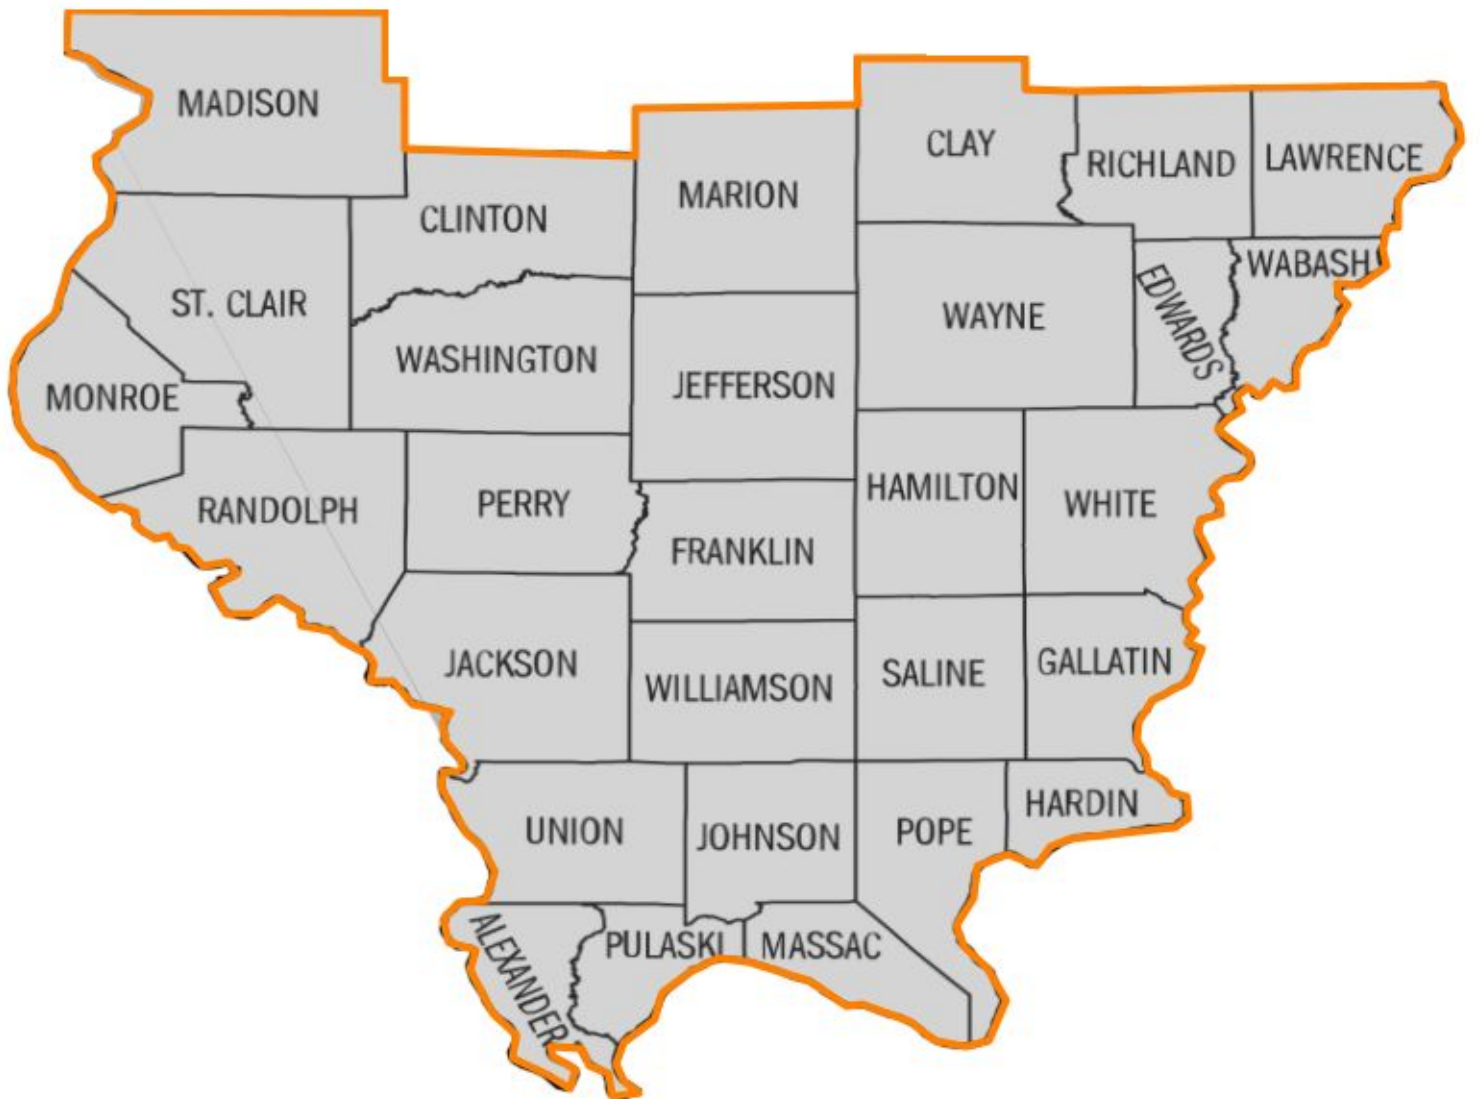 MADISON
CLAY
RICHLAND
LAWRENCE
MARION
CLINTON
WABASH
ST. CLAIR
WAYNE
EDWARDS
WASHINGTON
JEFFERSON
MONROE
HAMILTON
WHITE
RANDOLPH
PERRY
FRANKLIN
JACKSON
WILLIAMSON
SALINE
GALLATIN
HARDIN
UNION
JOHNSON
POPE
ALEXANDER
PULASKI
MASSAC